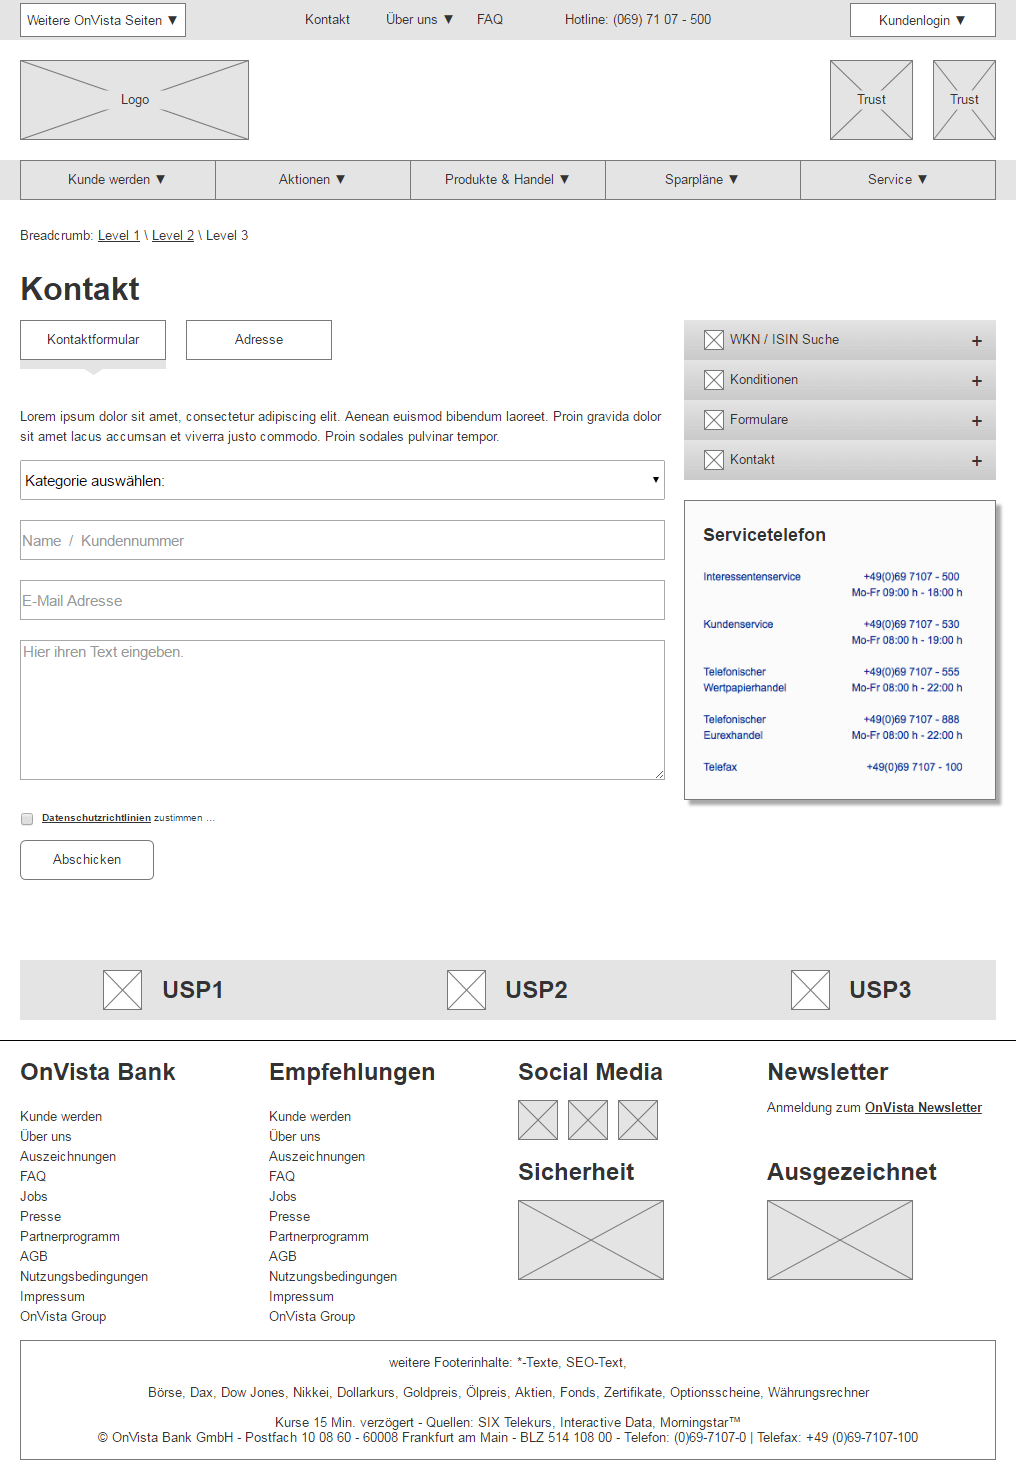 Weitere OnVista Seiten ▼
Kontakt
Über uns ▼
FAQ
Hotline: (069) 71 07 - 500
Kundenlogin ▼
Logo
Trust
Trust
Kunde werden ▼
Aktionen ▼
Produkte & Handel ▼
Sparpläne ▼
Service ▼
Breadcrumb: Level 1 \ Level 2 \ Level 3
Kontakt
Kontaktformular
Adresse
Lorem ipsum dolor sit amet, consectetur adipiscing elit. Aenean euismod bibendum laoreet. Proin gravida dolor
sit amet lacus accumsan et viverra justo commodo. Proin sodales pulvinar tempor.
Kategorie auswählen:
Name / Kundennummer
E-Mail Adresse
Hier ihren Text eingeben.
Datenschutzrichtlinien zustimmen ...
Abschicken
WKN / ISIN Suche +
Konditionen +
Formulare +
Kontakt +
Servicetelefon
Interessentenservice +49(0)69 7107 - 500
Mo-Fr 09:00 h - 18:00 h
Kundenservice +49(0)69 7107 - 530
Mo-Fr 08:00 h - 19:00 h
Telefonischer +49(0)69 7107 - 555
Wertpapierhandel Mo-Fr 08:00 h - 22:00 h
Telefonischer +49(0)69 7107 - 888
Eurexhandel Mo-Fr 08:00 h - 22:00 h
Telefax +49(0)69 7107 - 100
USP1
USP2
USP3
OnVista Bank
Kunde werden
Über uns
Auszeichnungen
FAQ
Jobs
Presse
Partnerprogramm
AGB
Nutzungsbedingungen
Impressum
OnVista Group
Empfehlungen
Kunde werden
Über uns
Auszeichnungen
FAQ
Jobs
Presse
Partnerprogramm
AGB
Nutzungsbedingungen
Impressum
OnVista Group
Social Media
Sicherheit
Newsletter
Anmeldung zum OnVista Newsletter
Ausgezeichnet
weitere Footerinhalte: *-Texte, SEO-Text,
Börse, Dax, Dow Jones, Nikkei, Dollarkurs, Goldpreis, Ölpreis, Aktien, Fonds, Zertifikate, Optionsscheine, Währungsrechner
Kurse 15 Min. verzögert - Quellen: SIX Telekurs, Interactive Data, Morningstar™
© OnVista Bank GmbH - Postfach 10 08 60 - 60008 Frankfurt am Main - BLZ 514 108 00 - Telefon: (0)69-7107-0 | Telefax: +49 (0)69-7107-100